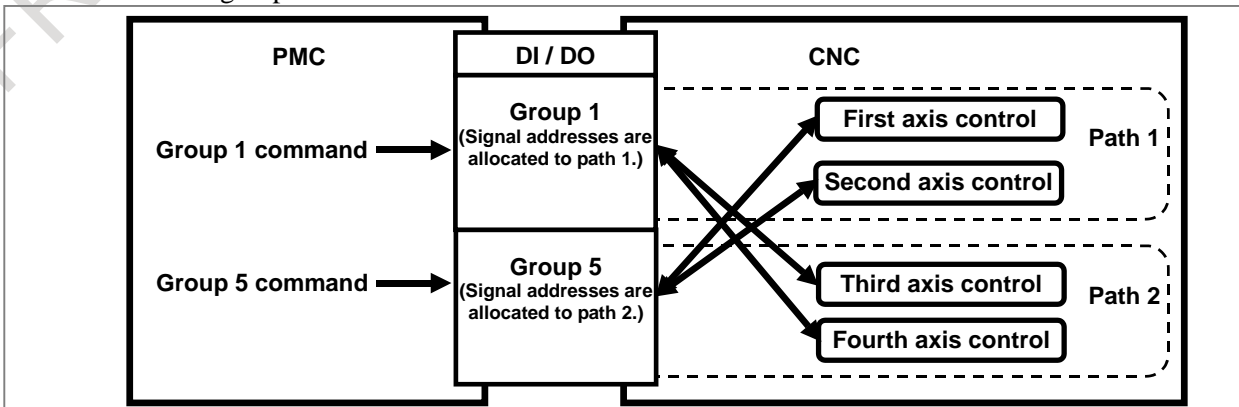 PMC
DI / DO
CNC
Group 1
(Signal addresses are
allocated to path 1.)
Group 1 command
First axis control
Second axis control
Path 1
Group 5
(Signal addresses are
allocated to path 2.)
Group 5 command
Third axis control
Fourth axis control
Path 2